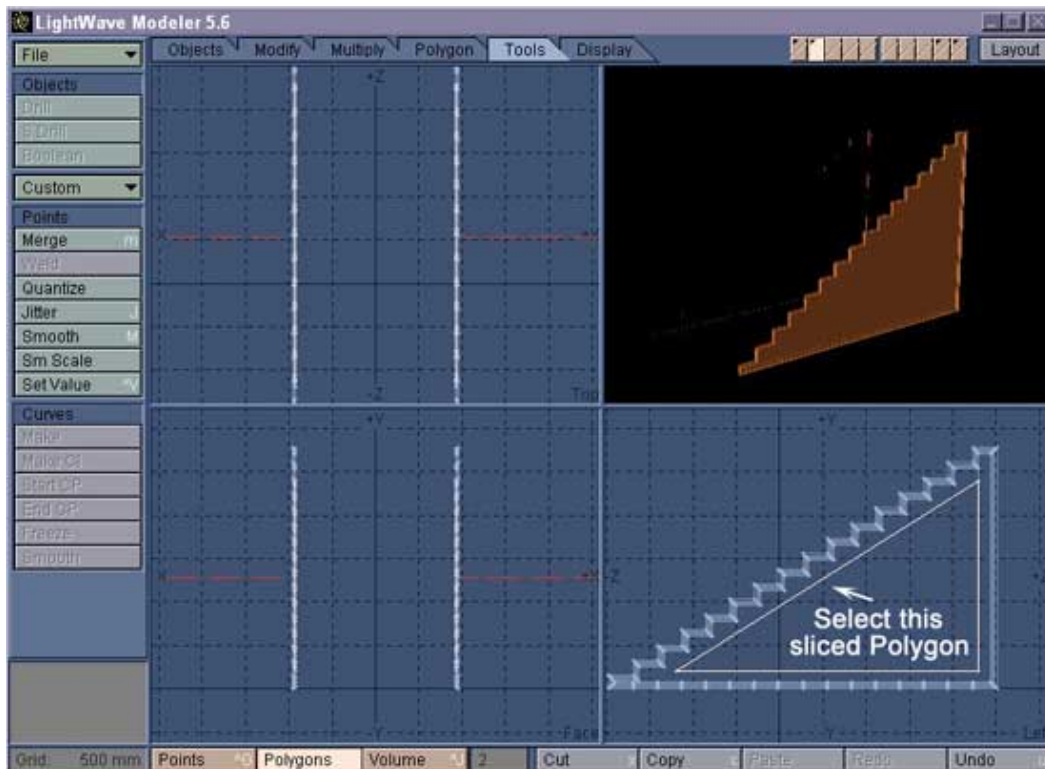 LightWave Modeler 5.6
File
Objects
Modify
Multiply
Polygon
Tools
Display
Layout
Objects
Drill
S Drill
Boolean
Custom
Points
Merge m
Weld
Quantize
Jitter J
Smooth M
Sm Scale
Set Value ^V
Curves
Make
Make Cl
Start CP
End CP
Freeze
Smooth
+Z
-X
-Z
Top
+Y
-X
+X
-Y
Face
+Y
-Z
+Z
-Y
Left
Select this
sliced Polygon
Grid: 500 mm
Points ^G
Polygons
Volume ^J
2
Cut
Copy c
Paste
Redo
Undo